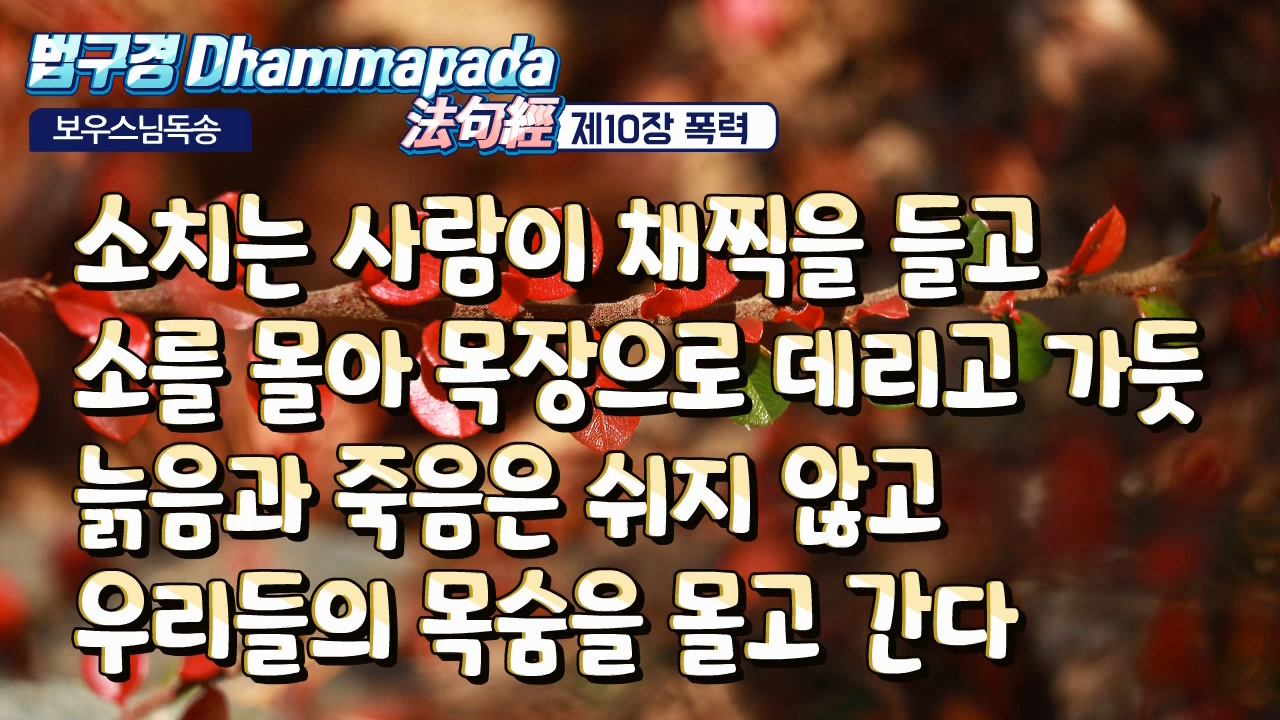 법구경 Dhammapada
法句經 제10장 폭력
보우스님독송
소치는 사람이 채찍을 들고
소를 몰아 목장으로 데리고 가듯
늙음과 죽음은 쉬지 않고
우리들의 목숨을 몰고 간다